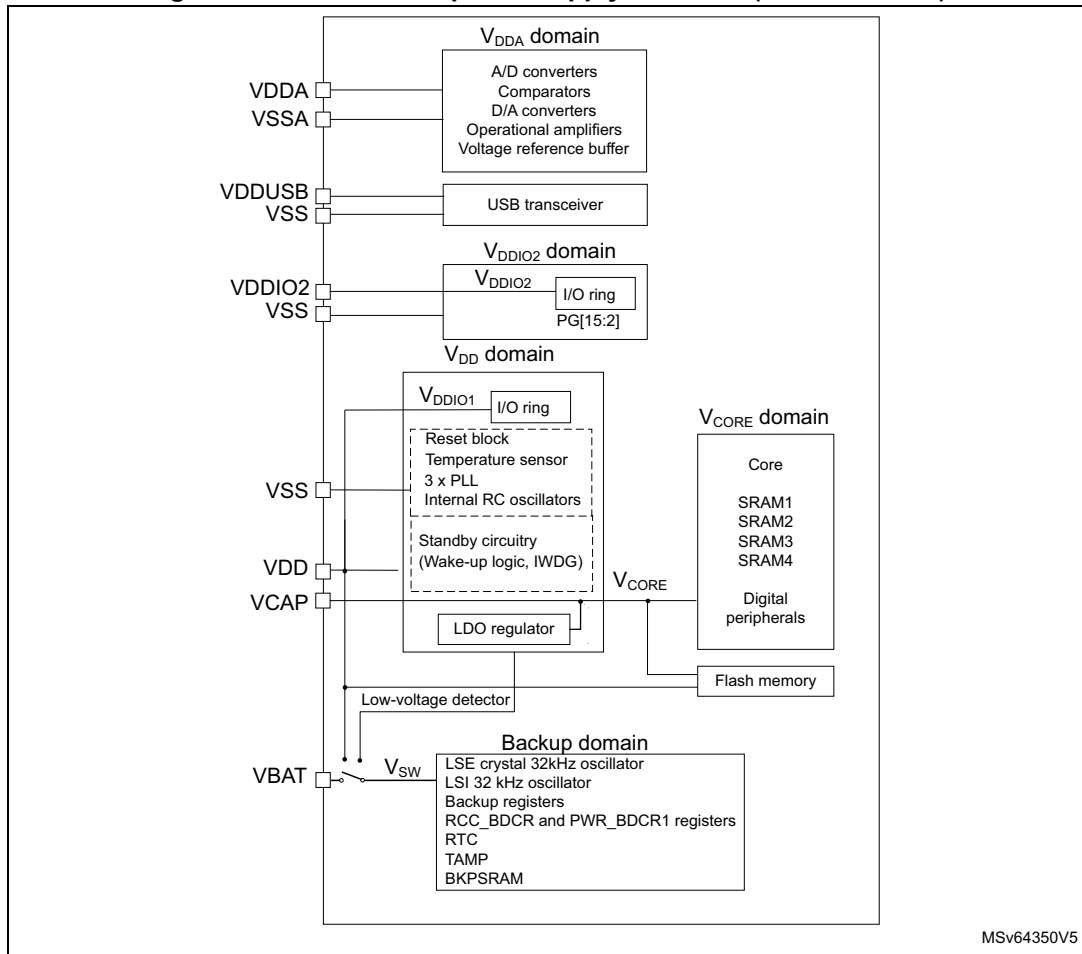 VDDA domain
A/D converters
Comparators
D/A converters
Operational amplifiers
Voltage reference buffer
VDDA
VSSA
VDDUSB
VSS
USB transceiver
VDDIO2 domain
VDDIO2
VSS
VDDIO2
I/O ring
PG[15:2]
VDD domain
VDDIO1
I/O ring
Reset block
Temperature sensor
3 x PLL
Internal RC oscillators
VSS
Standby circuitry
(Wake-up logic, IWDG)
VDD
VCAP
VCORE
LDO regulator
VCORE domain
Core
SRAM1
SRAM2
SRAM3
SRAM4
Digital
peripherals
Flash memory
Low-voltage detector
Backup domain
VBAT
VSW
LSE crystal 32kHz oscillator
LSI 32 kHz oscillator
Backup registers
RCC_BDCR and PWR_BDCR1 registers
RTC
TAMP
BKPSRAM
MSv64350V5